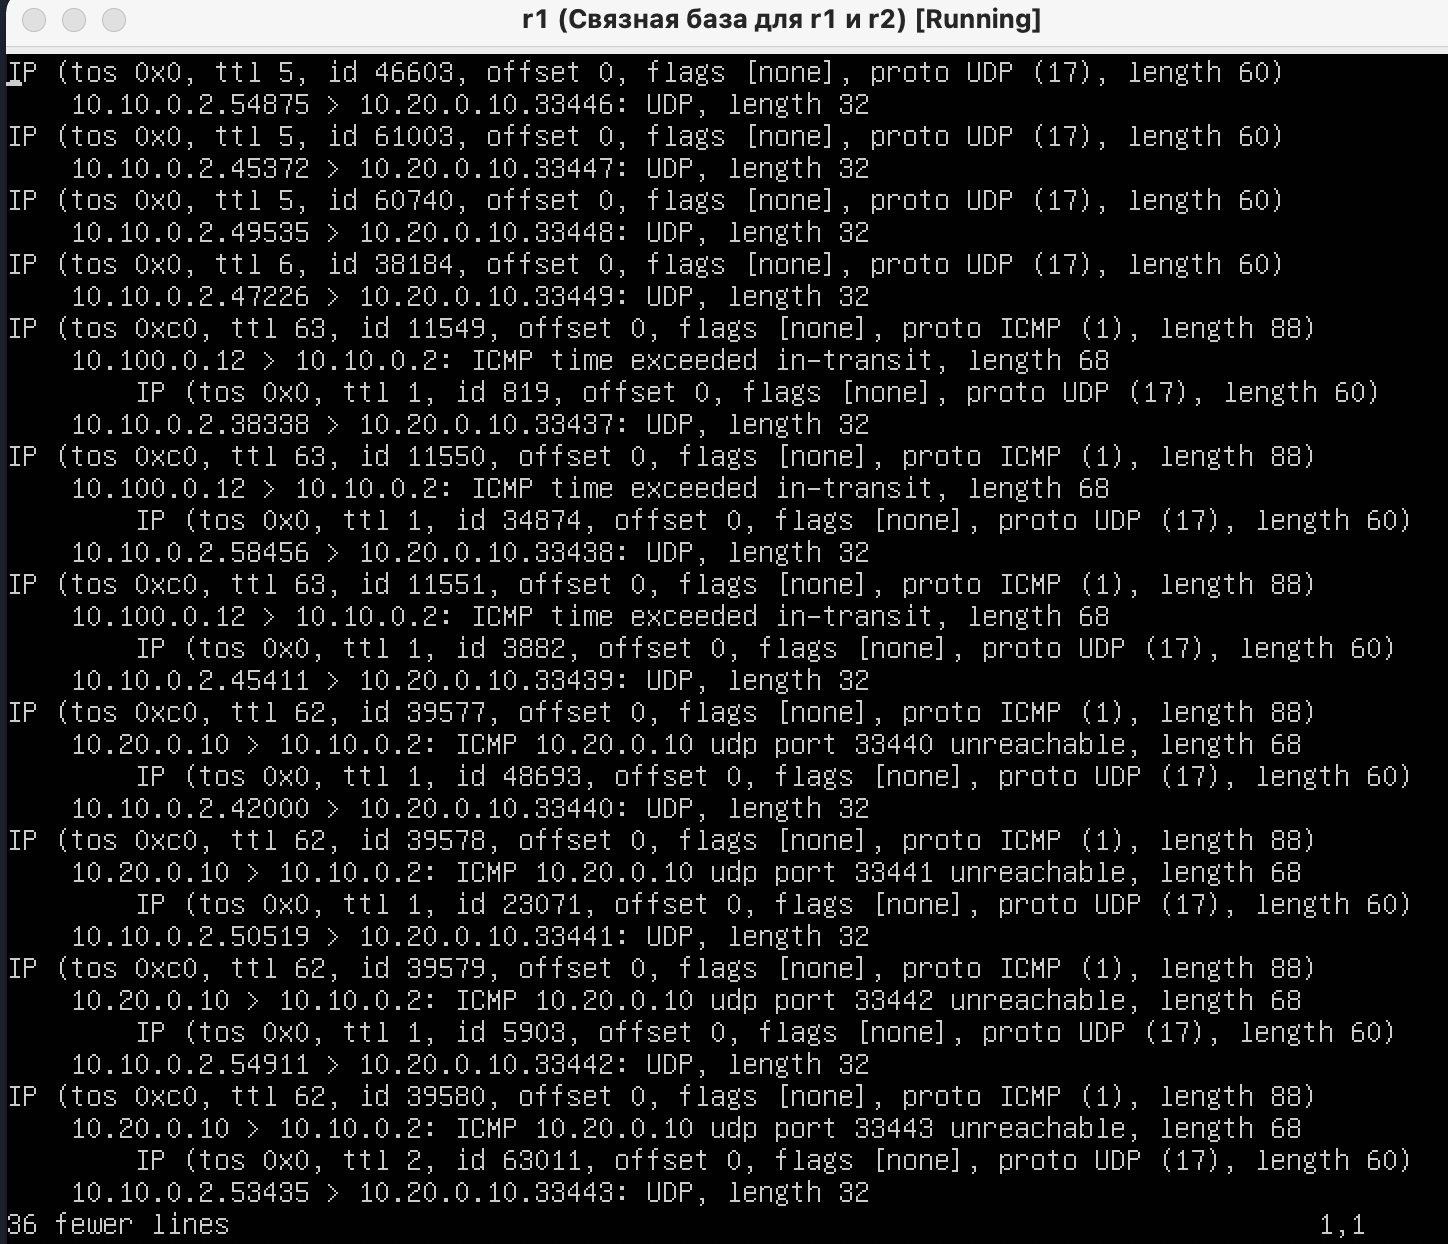 r1 (Связная база для r1 и r2) [Running]
IP (tos 0x0, ttl 5, id 46603, offset 0, flags [none], proto UDP (17), length 60)
    10.10.0.2.54875 > 10.20.0.10.33446: UDP, length 32
IP (tos 0x0, ttl 5, id 61003, offset 0, flags [none], proto UDP (17), length 60)
    10.10.0.2.45372 > 10.20.0.10.33447: UDP, length 32
IP (tos 0x0, ttl 5, id 60740, offset 0, flags [none], proto UDP (17), length 60)
    10.10.0.2.49535 > 10.20.0.10.33448: UDP, length 32
IP (tos 0x0, ttl 6, id 38184, offset 0, flags [none], proto UDP (17), length 60)
    10.10.0.2.47226 > 10.20.0.10.33449: UDP, length 32
IP (tos 0xc0, ttl 63, id 11549, offset 0, flags [none], proto ICMP (1), length 88)
    10.100.0.12 > 10.10.0.2: ICMP time exceeded in-transit, length 68
        IP (tos 0x0, ttl 1, id 819, offset 0, flags [none], proto UDP (17), length 60)
    10.10.0.2.38338 > 10.20.0.10.33437: UDP, length 32
IP (tos 0xc0, ttl 63, id 11550, offset 0, flags [none], proto ICMP (1), length 88)
    10.100.0.12 > 10.10.0.2: ICMP time exceeded in-transit, length 68
        IP (tos 0x0, ttl 1, id 34874, offset 0, flags [none], proto UDP (17), length 60)
    10.10.0.2.58456 > 10.20.0.10.33438: UDP, length 32
IP (tos 0xc0, ttl 63, id 11551, offset 0, flags [none], proto ICMP (1), length 88)
    10.100.0.12 > 10.10.0.2: ICMP time exceeded in-transit, length 68
        IP (tos 0x0, ttl 1, id 3882, offset 0, flags [none], proto UDP (17), length 60)
    10.10.0.2.45411 > 10.20.0.10.33439: UDP, length 32
IP (tos 0xc0, ttl 62, id 39577, offset 0, flags [none], proto ICMP (1), length 88)
    10.20.0.10 > 10.10.0.2: ICMP 10.20.0.10 udp port 33440 unreachable, length 68
        IP (tos 0x0, ttl 1, id 48693, offset 0, flags [none], proto UDP (17), length 60)
    10.10.0.2.42000 > 10.20.0.10.33440: UDP, length 32
IP (tos 0xc0, ttl 62, id 39578, offset 0, flags [none], proto ICMP (1), length 88)
    10.20.0.10 > 10.10.0.2: ICMP 10.20.0.10 udp port 33441 unreachable, length 68
        IP (tos 0x0, ttl 1, id 23071, offset 0, flags [none], proto UDP (17), length 60)
    10.10.0.2.50519 > 10.20.0.10.33441: UDP, length 32
IP (tos 0xc0, ttl 62, id 39579, offset 0, flags [none], proto ICMP (1), length 88)
    10.20.0.10 > 10.10.0.2: ICMP 10.20.0.10 udp port 33442 unreachable, length 68
        IP (tos 0x0, ttl 1, id 5903, offset 0, flags [none], proto UDP (17), length 60)
    10.10.0.2.54911 > 10.20.0.10.33442: UDP, length 32
IP (tos 0xc0, ttl 62, id 39580, offset 0, flags [none], proto ICMP (1), length 88)
    10.20.0.10 > 10.10.0.2: ICMP 10.20.0.10 udp port 33443 unreachable, length 68
        IP (tos 0x0, ttl 2, id 63011, offset 0, flags [none], proto UDP (17), length 60)
    10.10.0.2.53435 > 10.20.0.10.33443: UDP, length 32
36 fewer lines 1,1